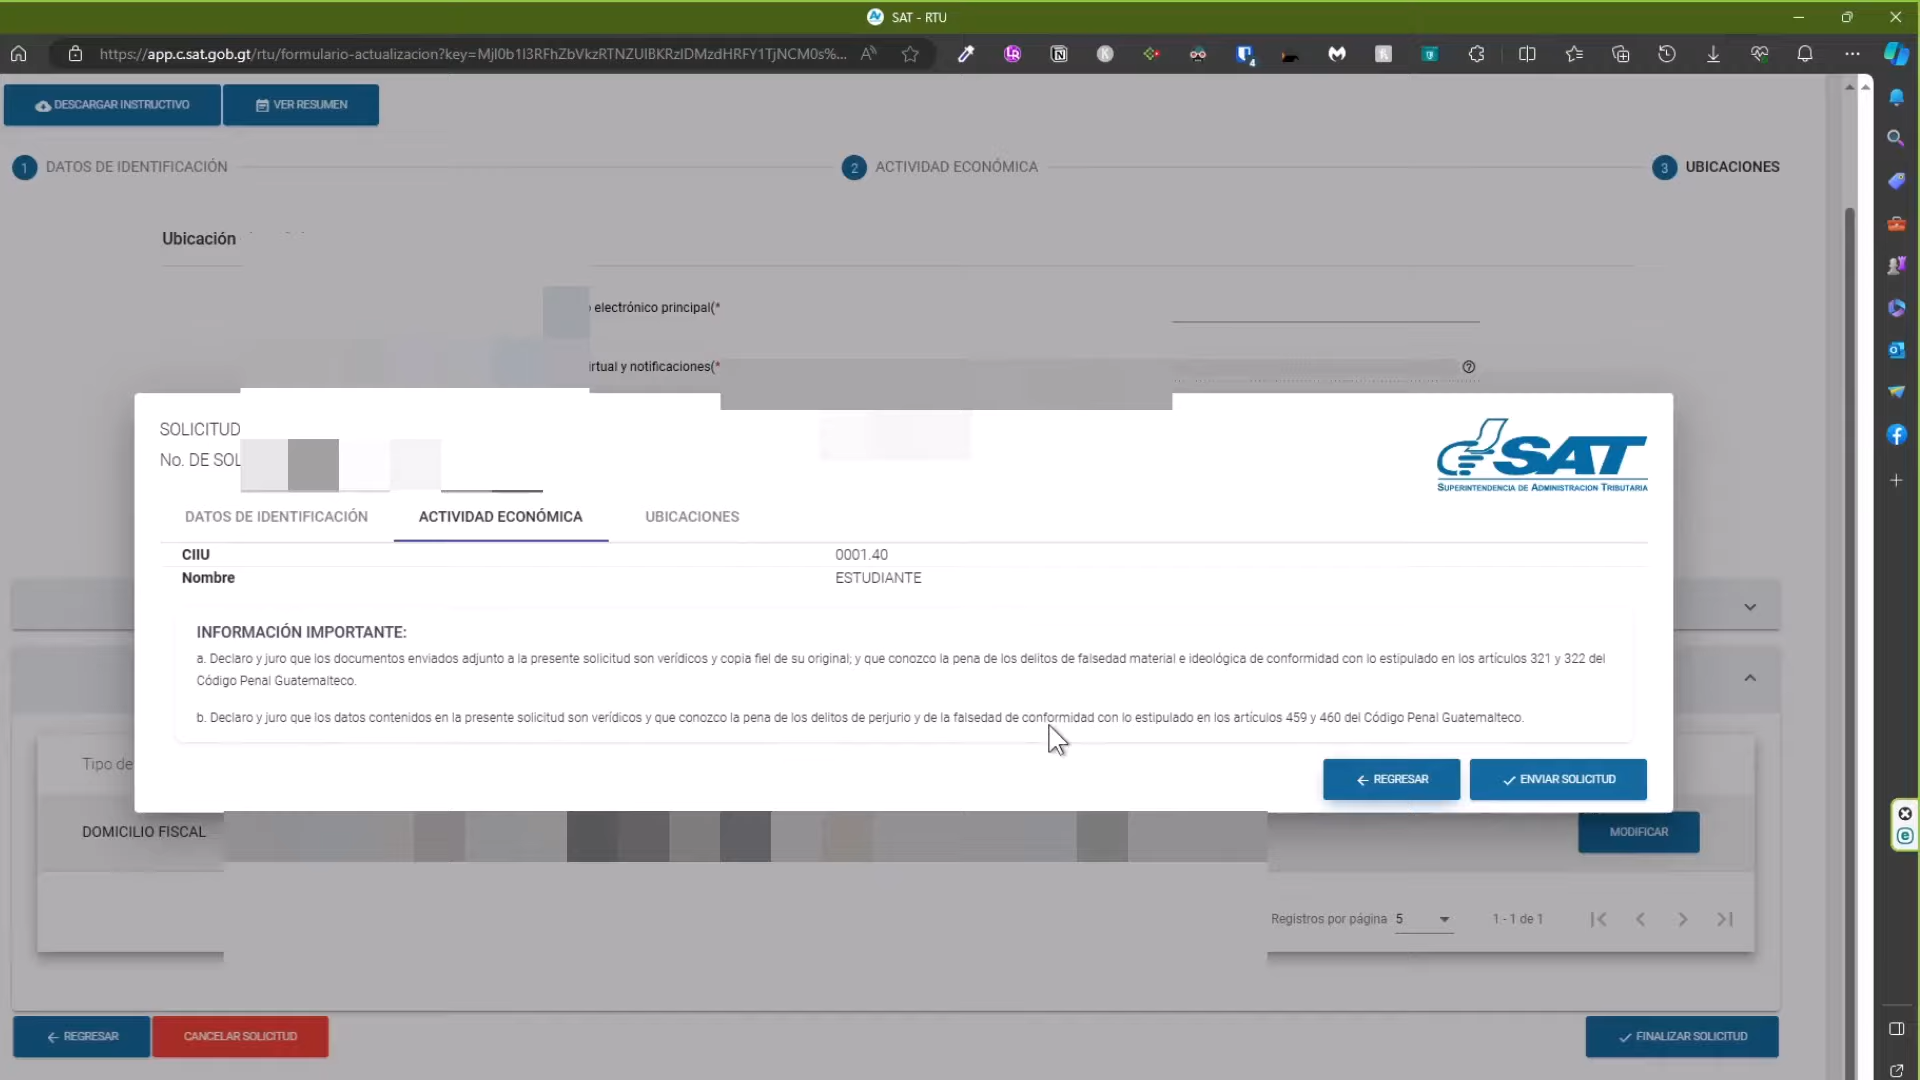 SAT - RTU
https://app.c.sat.gob.gt/rtu/formulario-actualizacion?key=MjI0b1I3RFhZbVkzRTNZUlBKRzlDMzdHRFY1TjNCM0s%...
DESCARGAR INSTRUCTIVO
VER RESUMEN
1 DATOS DE IDENTIFICACIÓN
2 ACTIVIDAD ECONÓMICA
3 UBICACIONES
Ubicación
electrónico principal(*
irtual y notificaciones(*
SOLICITUD
No. DE SOL
SAT
SUPERINTENDENCIA DE ADMINISTRACION TRIBUTARIA
DATOS DE IDENTIFICACIÓN
ACTIVIDAD ECONÓMICA
UBICACIONES
CIIU 0001.40
Nombre ESTUDIANTE
INFORMACIÓN IMPORTANTE:
a. Declaro y juro que los documentos enviados adjunto a la presente solicitud son verídicos y copia fiel de su original; y que conozco la pena de los delitos de falsedad material e ideológica de conformidad con lo estipulado en los artículos 321 y 322 del
Código Penal Guatemalteco.
b. Declaro y juro que los datos contenidos en la presente solicitud son verídicos y que conozco la pena de los delitos de perjurio y de la falsedad de conformidad con lo estipulado en los artículos 459 y 460 del Código Penal Guatemalteco.
REGRESAR
ENVIAR SOLICITUD
Tipo de
DOMICILIO FISCAL
MODIFICAR
Registros por página 5 1 - 1 de 1
REGRESAR
CANCELAR SOLICITUD
FINALIZAR SOLICITUD